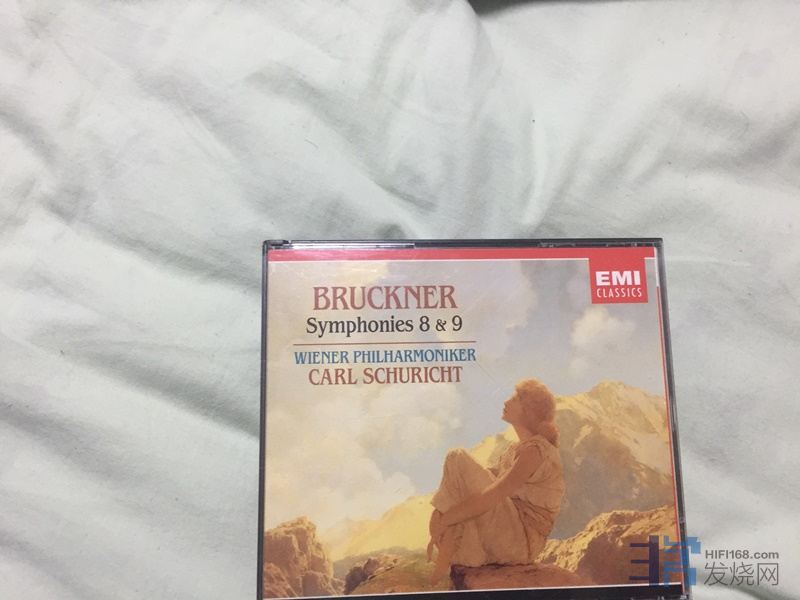 EMI
CLASSICS
BRUCKNER
Symphonies 8 & 9
WIENER PHILHARMONIKER
CARL SCHURICHT
HIFI168.com
发烧网